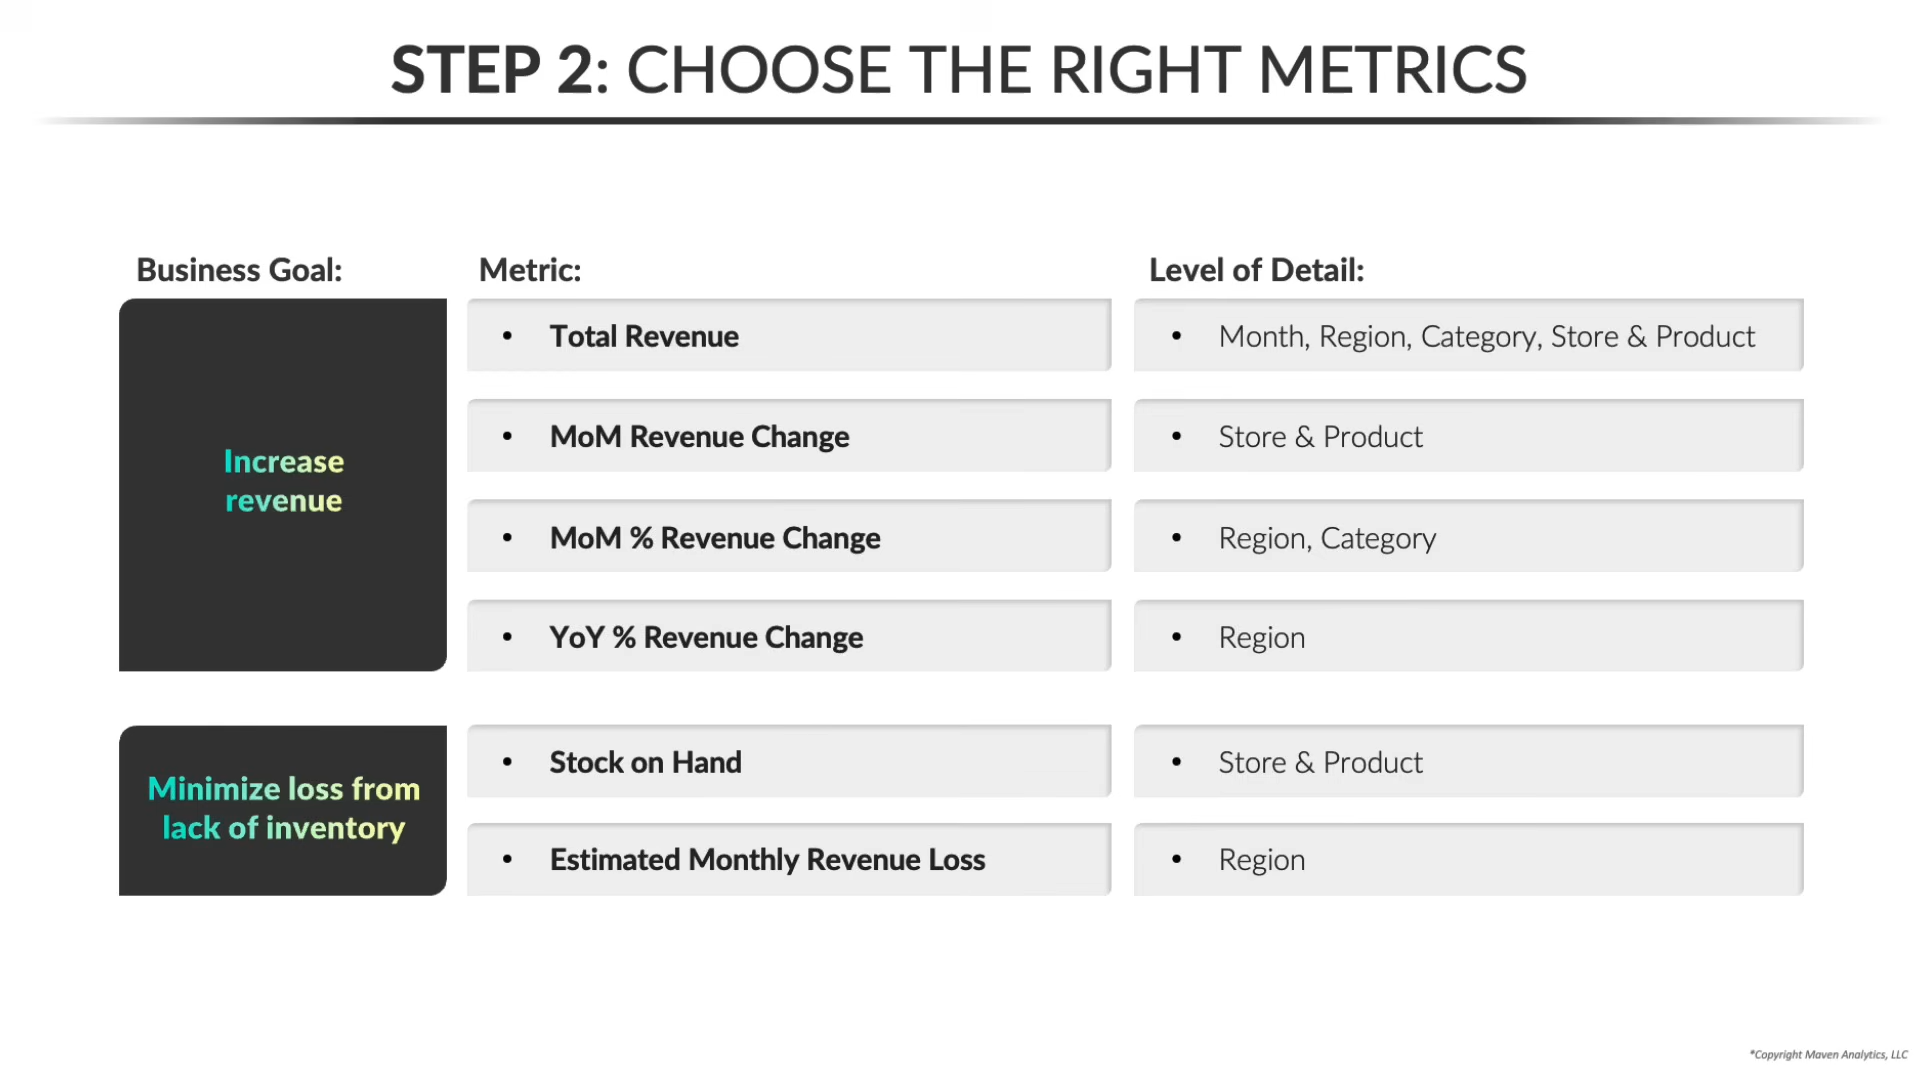 STEP 2: CHOOSE THE RIGHT METRICS
Business Goal:
Metric:
Level of Detail:
Increase
revenue
• Total Revenue
• Month, Region, Category, Store & Product
• MoM Revenue Change
• Store & Product
• MoM % Revenue Change
• Region, Category
• YoY % Revenue Change
• Region
Minimize loss from
lack of inventory
• Stock on Hand
• Store & Product
• Estimated Monthly Revenue Loss
• Region
*Copyright Maven Analytics, LLC